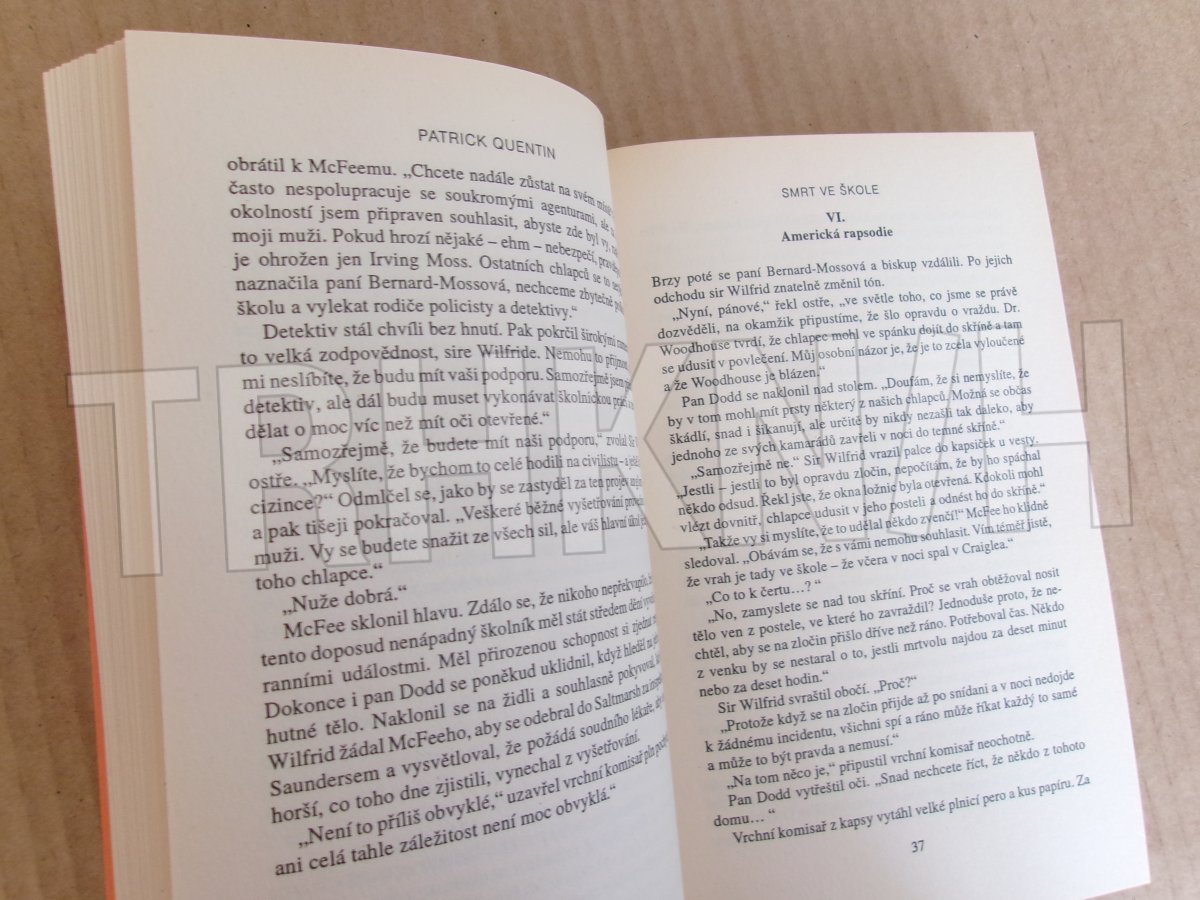 PATRICK QUENTIN
obrátil k McFeemu. „Chcete nadále zůstat na svém
často nespolupracuje se soukromými agenturami, ale
okolností jsem připraven souhlasit, abyste zde byl vy,
moji muži. Pokud hrozí nějaké – ehm – nebezpečí,
je ohrožen jen Irving Moss. Ostatních chlapců se to
naznačila paní Bernard-Mossová, nechceme zbytečně
školu a vylekat rodiče policisty a detektivy.“
Detektiv stál chvíli bez hnutí. Pak pokrčil širokými
to velká zodpovědnost, sire Wilfride. Nemohu to
mi neslíbíte, že budu mít vaši podporu. Samozřejmě jsem
detektiv, ale dál budu muset vykonávat školnickou
dělat o moc víc než mít oči otevřené.“
„Samozřejmě, že budete mít naši podporu,“ zvolal
ostře. „Myslíte, že bychom to celé hodili na civilistu – a
cizince?“ Odmlčel se, jako by se zastyděl za ten projev
a pak tišeji pokračoval. „Veškeré běžné vyšetřování
muži. Vy se budete snažit ze všech sil, ale váš hlavní úkol
toho chlapce.“
„Nuže dobrá.“
McFee sklonil hlavu. Zdálo se, že nikoho nepřekvapilo,
tento doposud nenápadný školník měl stát středem dění
ranními událostmi. Měl přirozenou schopnost si zjednat
Dokonce i pan Dodd se poněkud uklidnil, když hleděl na
hutné tělo. Naklonil se na židli a souhlasně pokyvoval,
Wilfrid žádal McFeeho, aby se odebral do Saltmarsh za
Saundersem a vysvětloval, že požádá soudního lékaře,
horší, co toho dne zjistili, vynechal z vyšetřování.
„Není to příliš obvyklé,“ uzavřel vrchní komisař pln
ani celá tahle záležitost není moc obvyklá.“
SMRT VE ŠKOLE
VI.
Americká rapsodie
Brzy poté se paní Bernard-Mossová a biskup vzdálili. Po jejich
odchodu sir Wilfrid znatelně změnil tón.
„Nyní, pánové,“ řekl ostře, „ve světle toho, co jsme se právě
dozvěděli, na okamžik připustíme, že šlo opravdu o vraždu. Dr.
Woodhouse tvrdí, že chlapec mohl ve spánku dojít do skříně a tam
se udusit v povlečení. Můj osobní názor je, že je to zcela vyloučené
a že Woodhouse je blázen.“
Pan Dodd se naklonil nad stolem. „Doufám, že si nemyslíte, že
by v tom mohl mít prsty některý z našich chlapců. Možná se občas
škádlí, snad i šikanují, ale určitě by nikdy nezašli tak daleko, aby
jednoho ze svých kamarádů zavřeli v noci do temné skříně.“
„Samozřejmě ne.“ Sir Wilfrid vrazil palce do kapsiček u vesty.
„Jestli – jestli to byl opravdu zločin, nepočítám, že by ho spáchal
někdo odsud. Řekl jste, že okna ložnic byla otevřená. Kdokoli mohl
vlézt dovnitř, chlapce udusit v jeho posteli a odnést ho do skříně.“
„Takže vy si myslíte, že to udělal někdo zvenčí!“ McFee ho klidně
sledoval. „Obávám se, že s vámi nemohu souhlasit. Vím téměř jistě,
že vrah je tady ve škole – že včera v noci spal v Craiglea.“
„Co to k čertu…? “
„No, zamyslete se nad tou skříní. Proč se vrah obtěžoval nosit
tělo ven z postele, ve které ho zavraždil? Jednoduše proto, že ne-
chtěl, aby se na zločin přišlo dříve než ráno. Potřeboval čas. Někdo
z venku by se nestaral o to, jestli mrtvolu najdou za deset minut
nebo za deset hodin.“
Sir Wilfrid svraštil obočí. „Proč?“
„Protože když se na zločin přijde až po snídani a v noci nedojde
k žádnému incidentu, všichni spí a ráno může říkat každý to samé
a může to být pravda a nemusí.“
„Na tom něco je,“ připustil vrchní komisař neochotně.
Pan Dodd vytřeštil oči. „Snad nechcete říct, že někdo z tohoto
domu… “
Vrchní komisař z kapsy vytáhl velké plnicí pero a kus papíru. Za
37